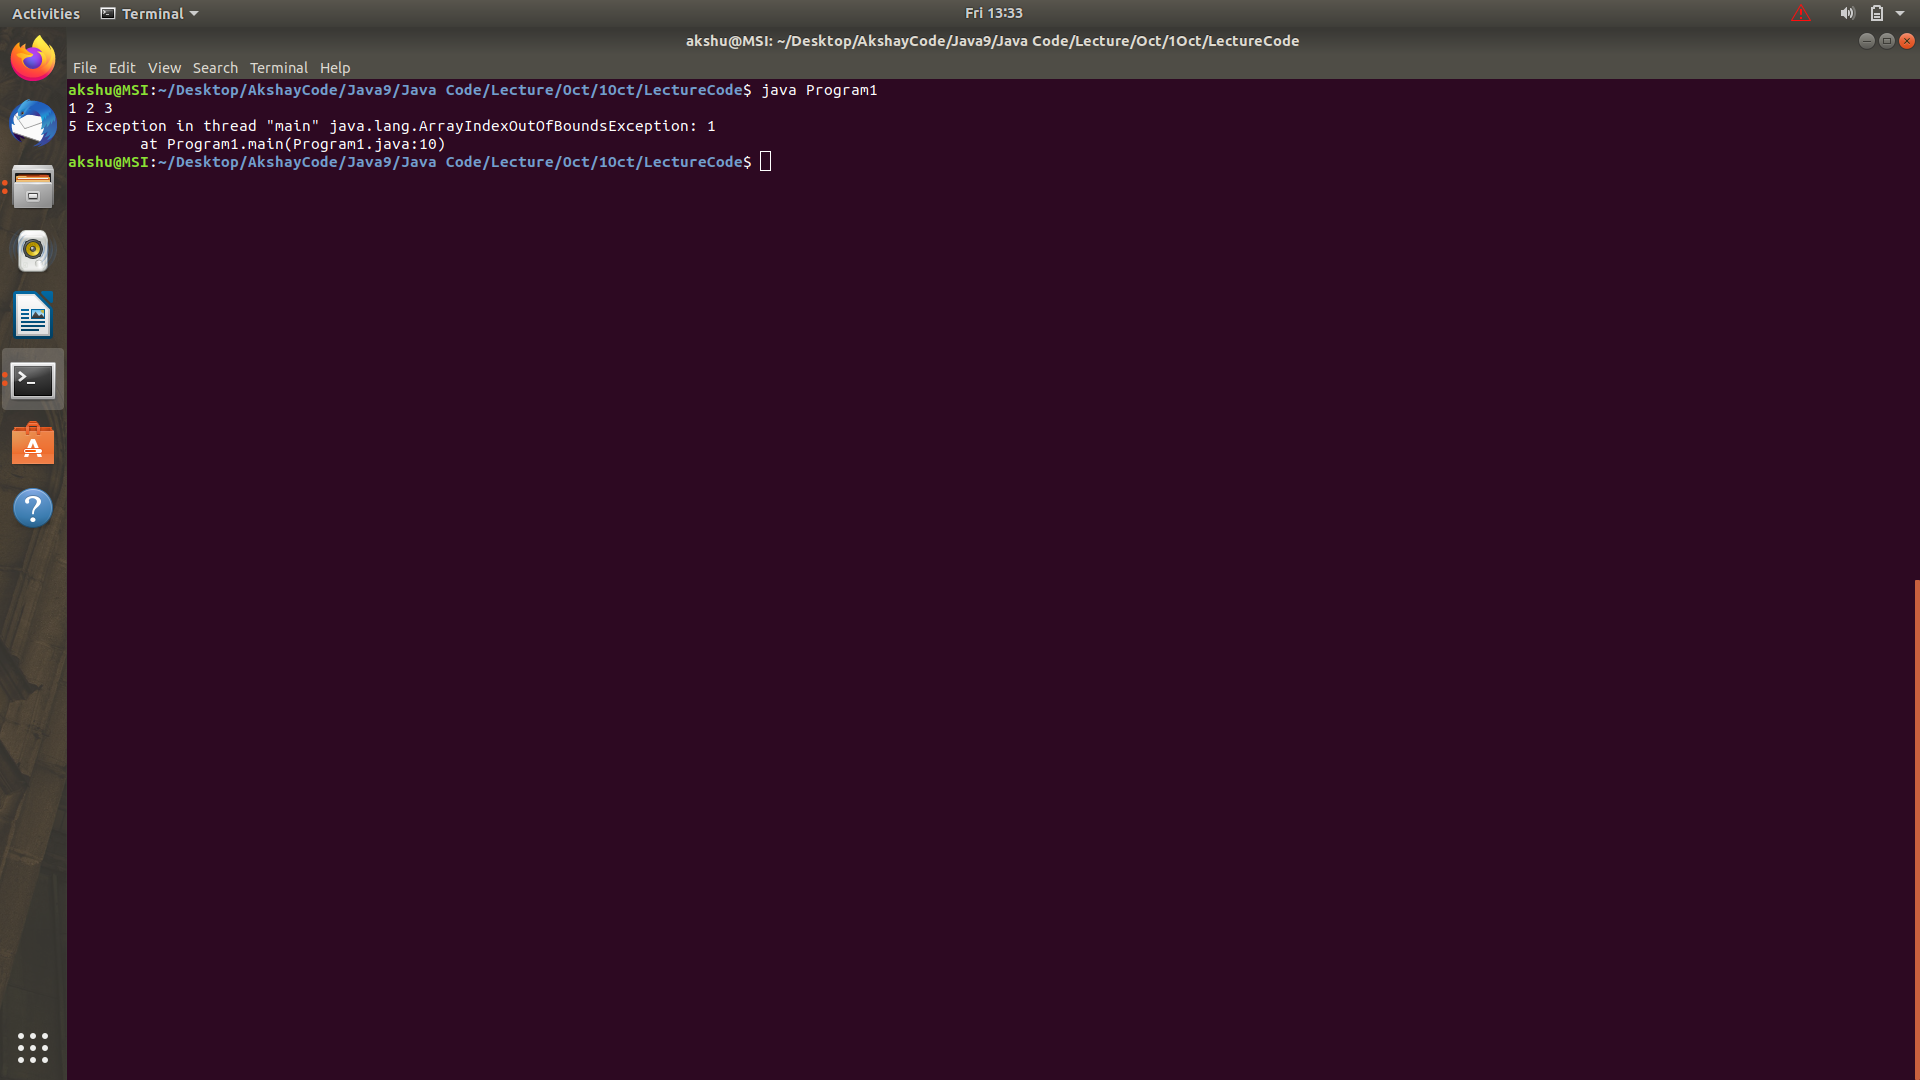 Activities Terminal Fri 13:33
akshu@MSI: ~/Desktop/AkshayCode/Java9/Java Code/Lecture/Oct/1Oct/LectureCode
File Edit View Search Terminal Help
akshu@MSI:~/Desktop/AkshayCode/Java9/Java Code/Lecture/Oct/1Oct/LectureCode$ java Program1
1 2 3
5 Exception in thread "main" java.lang.ArrayIndexOutOfBoundsException: 1
        at Program1.main(Program1.java:10)
akshu@MSI:~/Desktop/AkshayCode/Java9/Java Code/Lecture/Oct/1Oct/LectureCode$